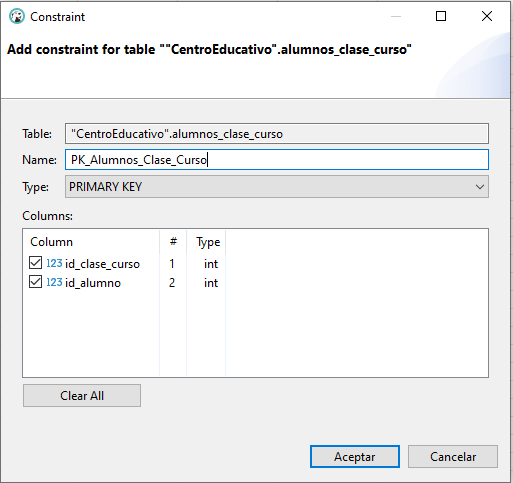 Constraint
Add constraint for table ""CentroEducativo".alumnos_clase_curso"
Table: "CentroEducativo".alumnos_clase_curso
Name: PK_Alumnos_Clase_Curso
Type: PRIMARY KEY
Columns:
Column # Type
123 id_clase_curso 1 int
123 id_alumno 2 int
Clear All
Aceptar Cancelar